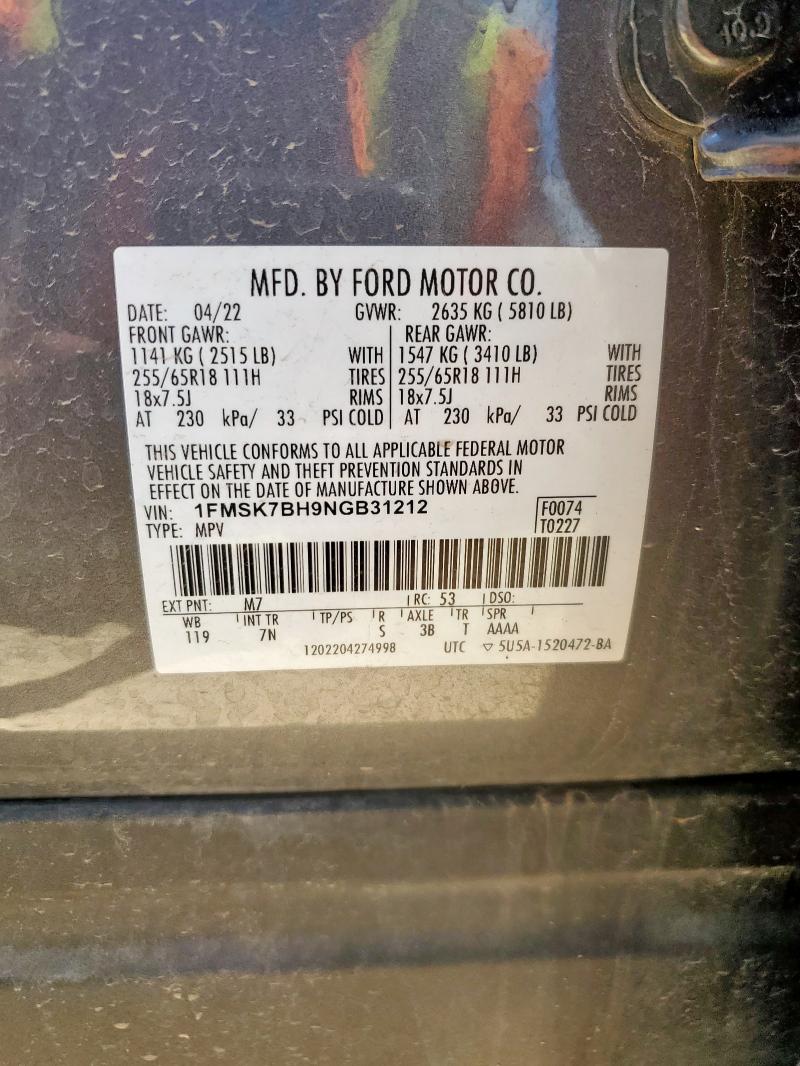 10.9
MFD. BY FORD MOTOR CO.
DATE: 04/22 GVWR: 2635 KG ( 5810 LB)
FRONT GAWR: REAR GAWR:
1141 KG ( 2515 LB) WITH 1547 KG ( 3410 LB) WITH
255/65R18 111H TIRES 255/65R18 111H TIRES
18x7.5J RIMS 18x7.5J RIMS
AT 230 kPa/ 33 PSI COLD AT 230 kPa/ 33 PSI COLD
THIS VEHICLE CONFORMS TO ALL APPLICABLE FEDERAL MOTOR
VEHICLE SAFETY AND THEFT PREVENTION STANDARDS IN
EFFECT ON THE DATE OF MANUFACTURE SHOWN ABOVE.
VIN: 1FMSK7BH9NGB31212 F0074
TYPE: MPV T0227
EXT PNT: M7 RC: 53 DSO:
WB INT TR TP/PS R AXLE TR SPR
119 7N S 3B T AAAA
1202204274998 UTC ▽ 5U5A-1520472-BA